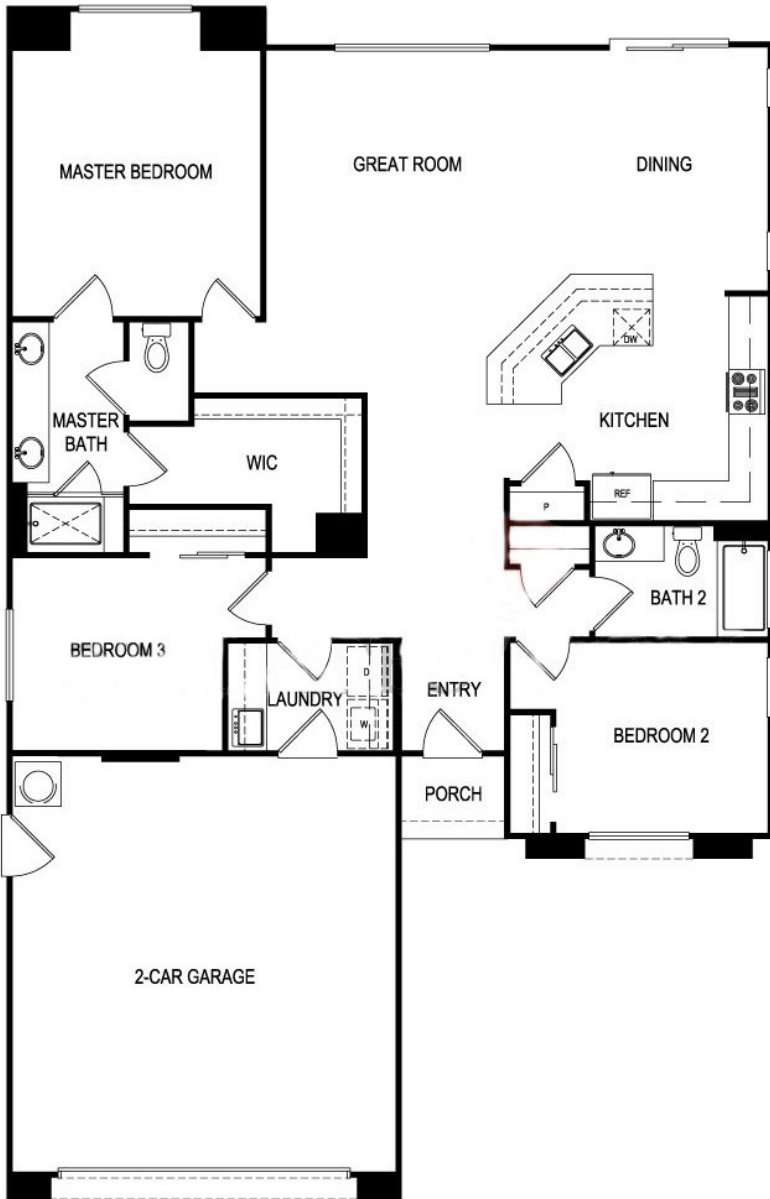 MASTER BEDROOM
GREAT ROOM
DINING
DW
MASTER
BATH
KITCHEN
WIC
REF
P
BATH 2
BEDROOM 3
D
LAUNDRY
ENTRY
W
BEDROOM 2
PORCH
2-CAR GARAGE